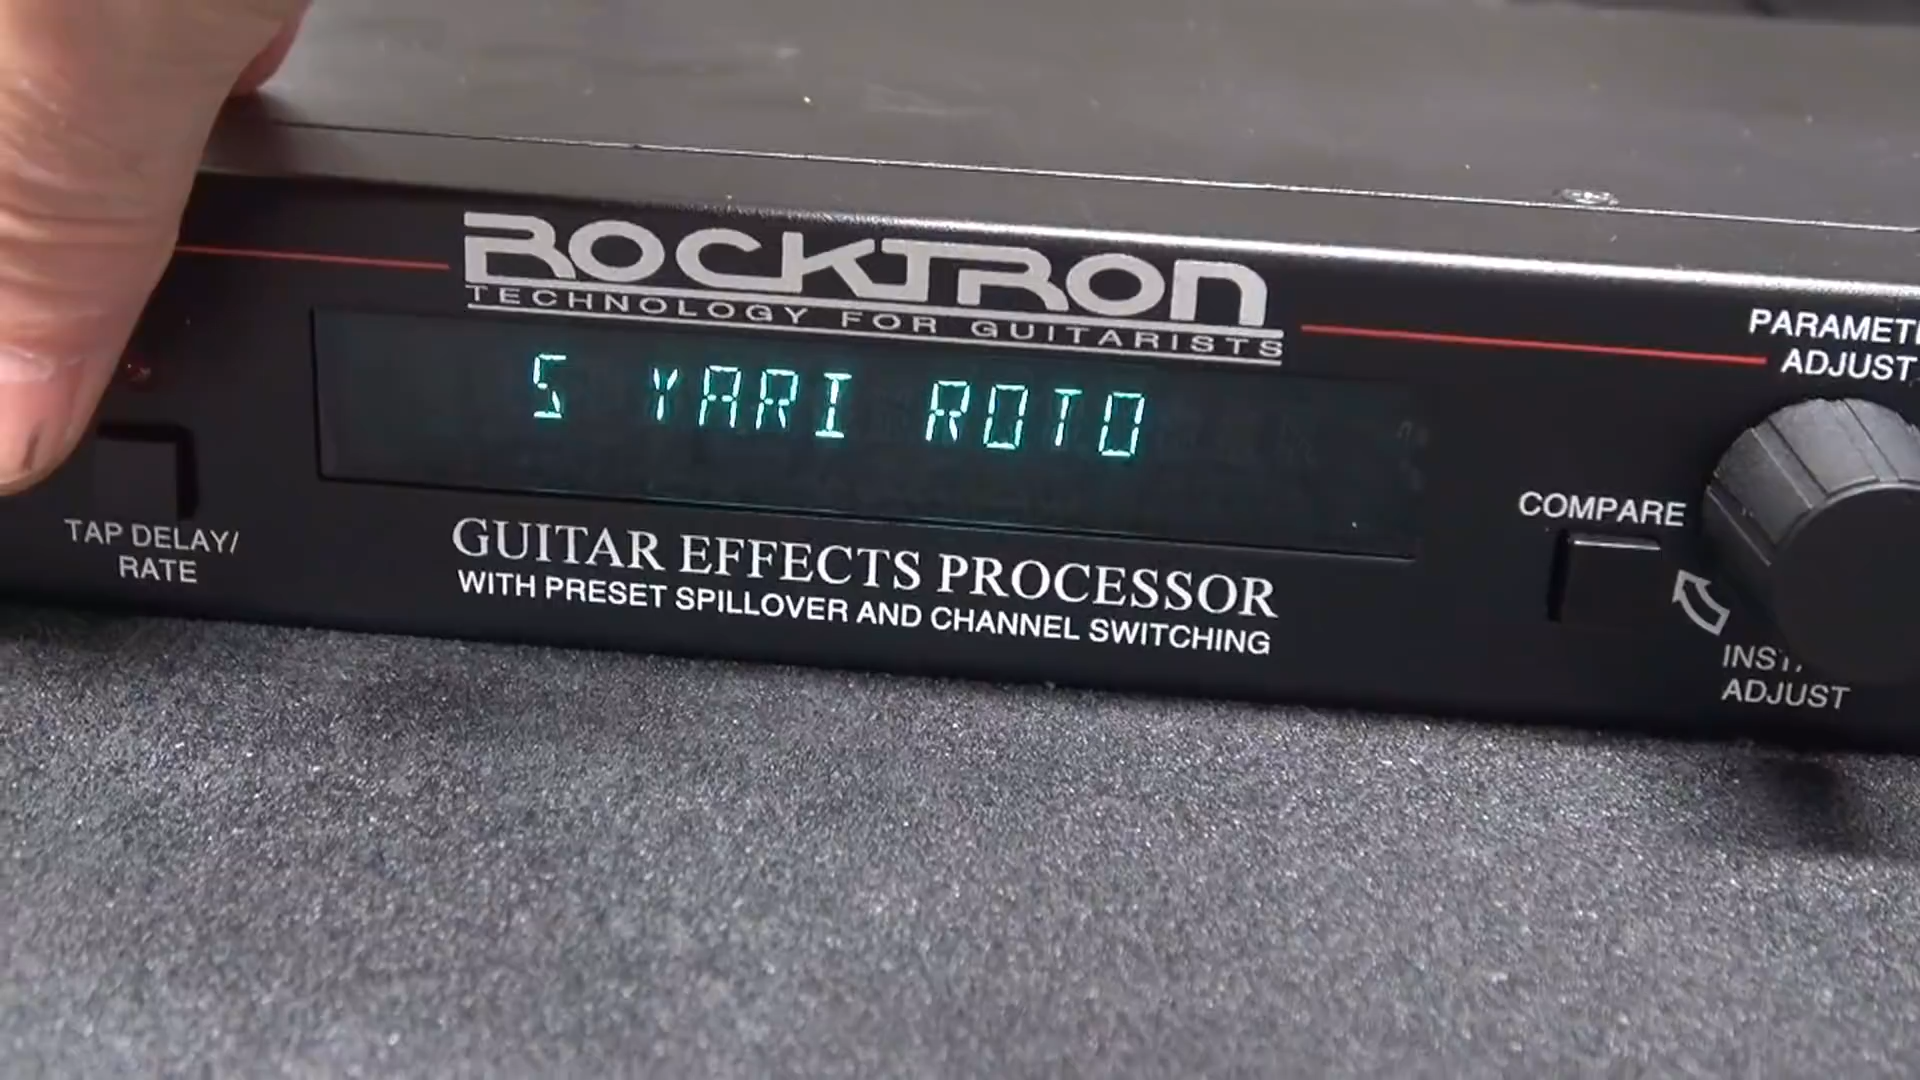 ROCKTRON
TECHNOLOGY FOR GUITARISTS
5 YARI ROTO
TAP DELAY/
RATE
GUITAR EFFECTS PROCESSOR
WITH PRESET SPILLOVER AND CHANNEL SWITCHING
COMPARE
ADJUST
ADJUST